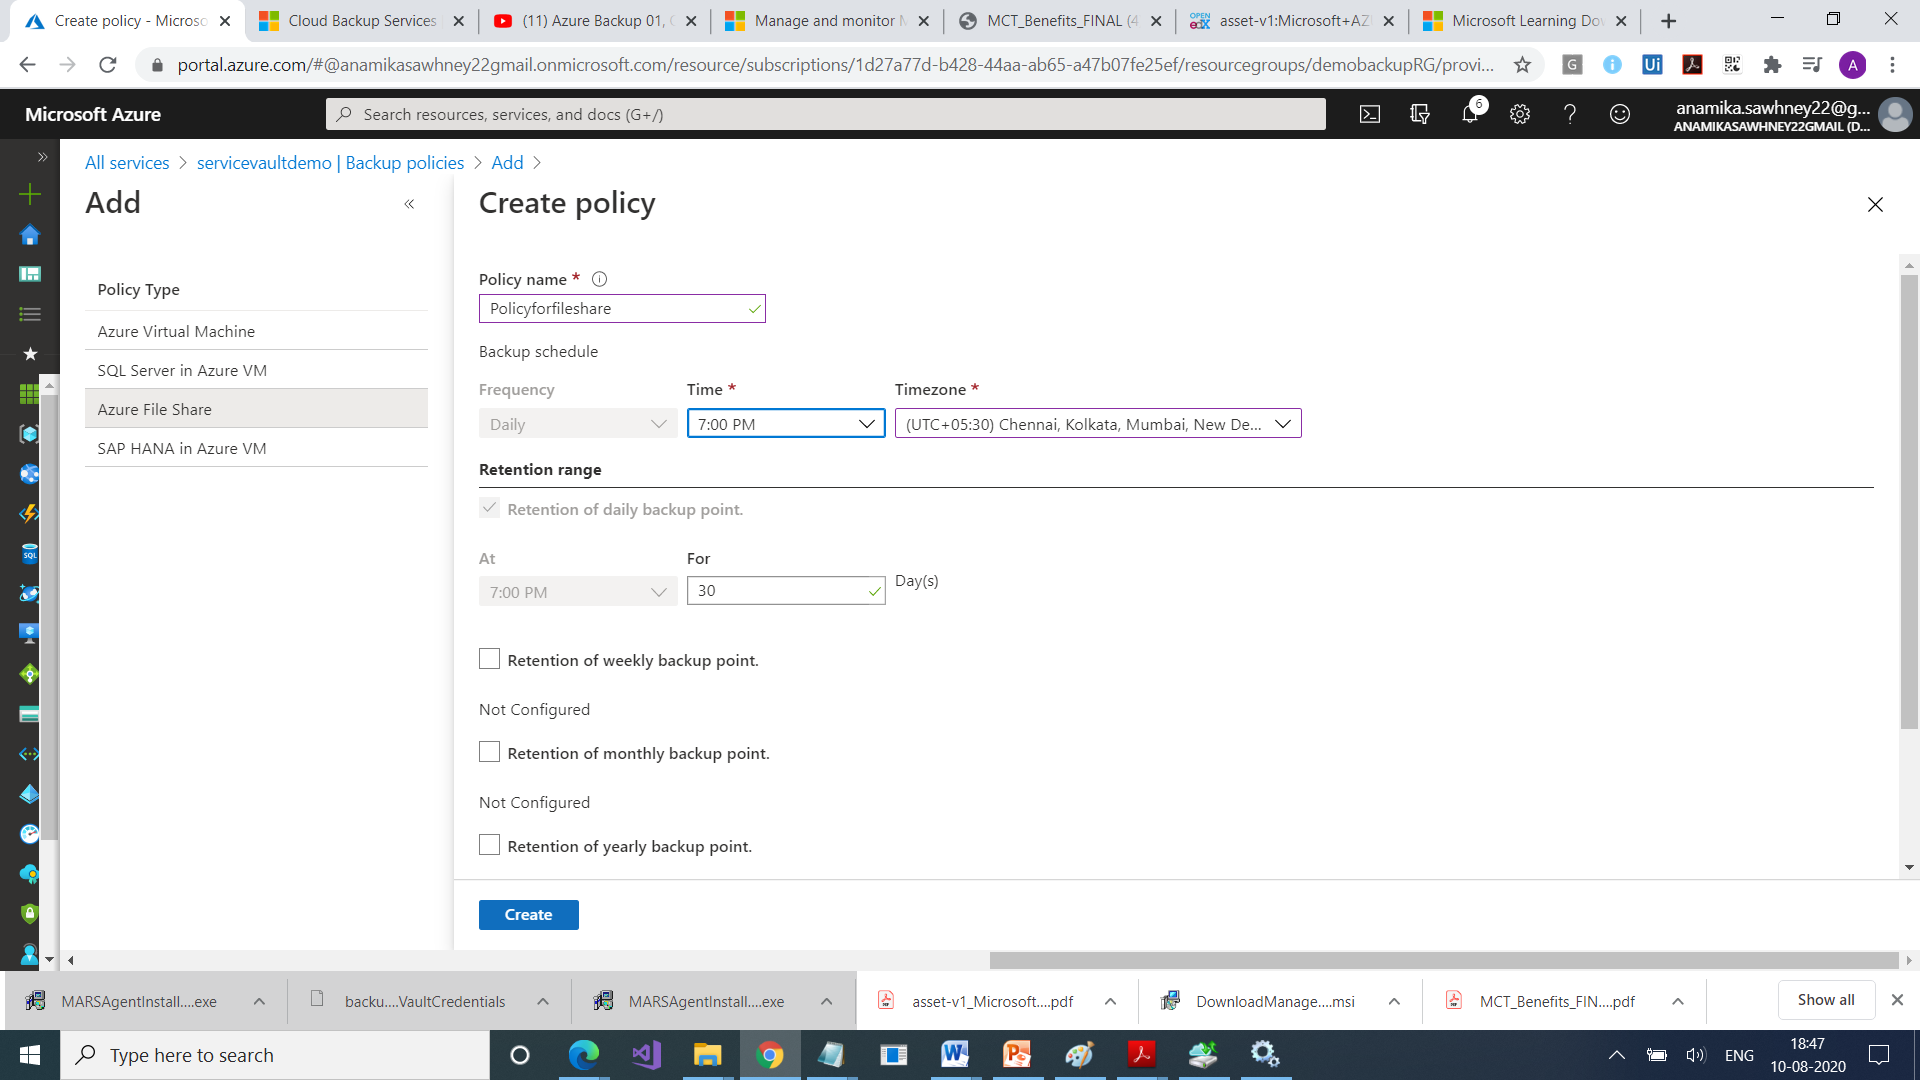 Create policy - Microso
Cloud Backup Services
(11) Azure Backup 01,
Manage and monitor
MCT_Benefits_FINAL (4
asset-v1:Microsoft+AZ
Microsoft Learning Do
portal.azure.com/#@anamikasawhney22gmail.onmicrosoft.com/resource/subscriptions/1d27a77d-b428-44aa-ab65-a47b07fe25ef/resourcegroups/demobackupRG/provi...
Microsoft Azure
Search resources, services, and docs (G+/)
6
anamika.sawhney22@g...
ANAMIKASAWHNEY22GMAIL (D...
All services > servicevaultdemo | Backup policies > Add >
Add
Policy Type
Azure Virtual Machine
SQL Server in Azure VM
Azure File Share
SAP HANA in Azure VM
Create policy
Policy name *
Policyforfileshare
Backup schedule
Frequency Time * Timezone *
Daily 7:00 PM (UTC+05:30) Chennai, Kolkata, Mumbai, New De...
Retention range
Retention of daily backup point.
At For
7:00 PM 30 Day(s)
Retention of weekly backup point.
Not Configured
Retention of monthly backup point.
Not Configured
Retention of yearly backup point.
Create
MARSAgentInstall....exe
backu....VaultCredentials
MARSAgentInstall....exe
asset-v1_Microsoft....pdf
DownloadManage....msi
MCT_Benefits_FIN....pdf
Show all
Type here to search
ENG
18:47
10-08-2020